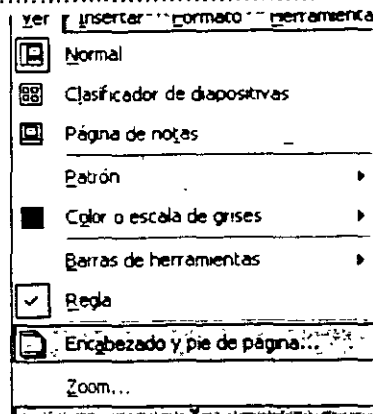 Ver Insertar Formato Herramienta
Normal
Clasificador de diapositivas
Página de notas
Patrón
Color o escala de grises
Barras de herramientas
Regla
Encabezado y pie de página...
Zoom...